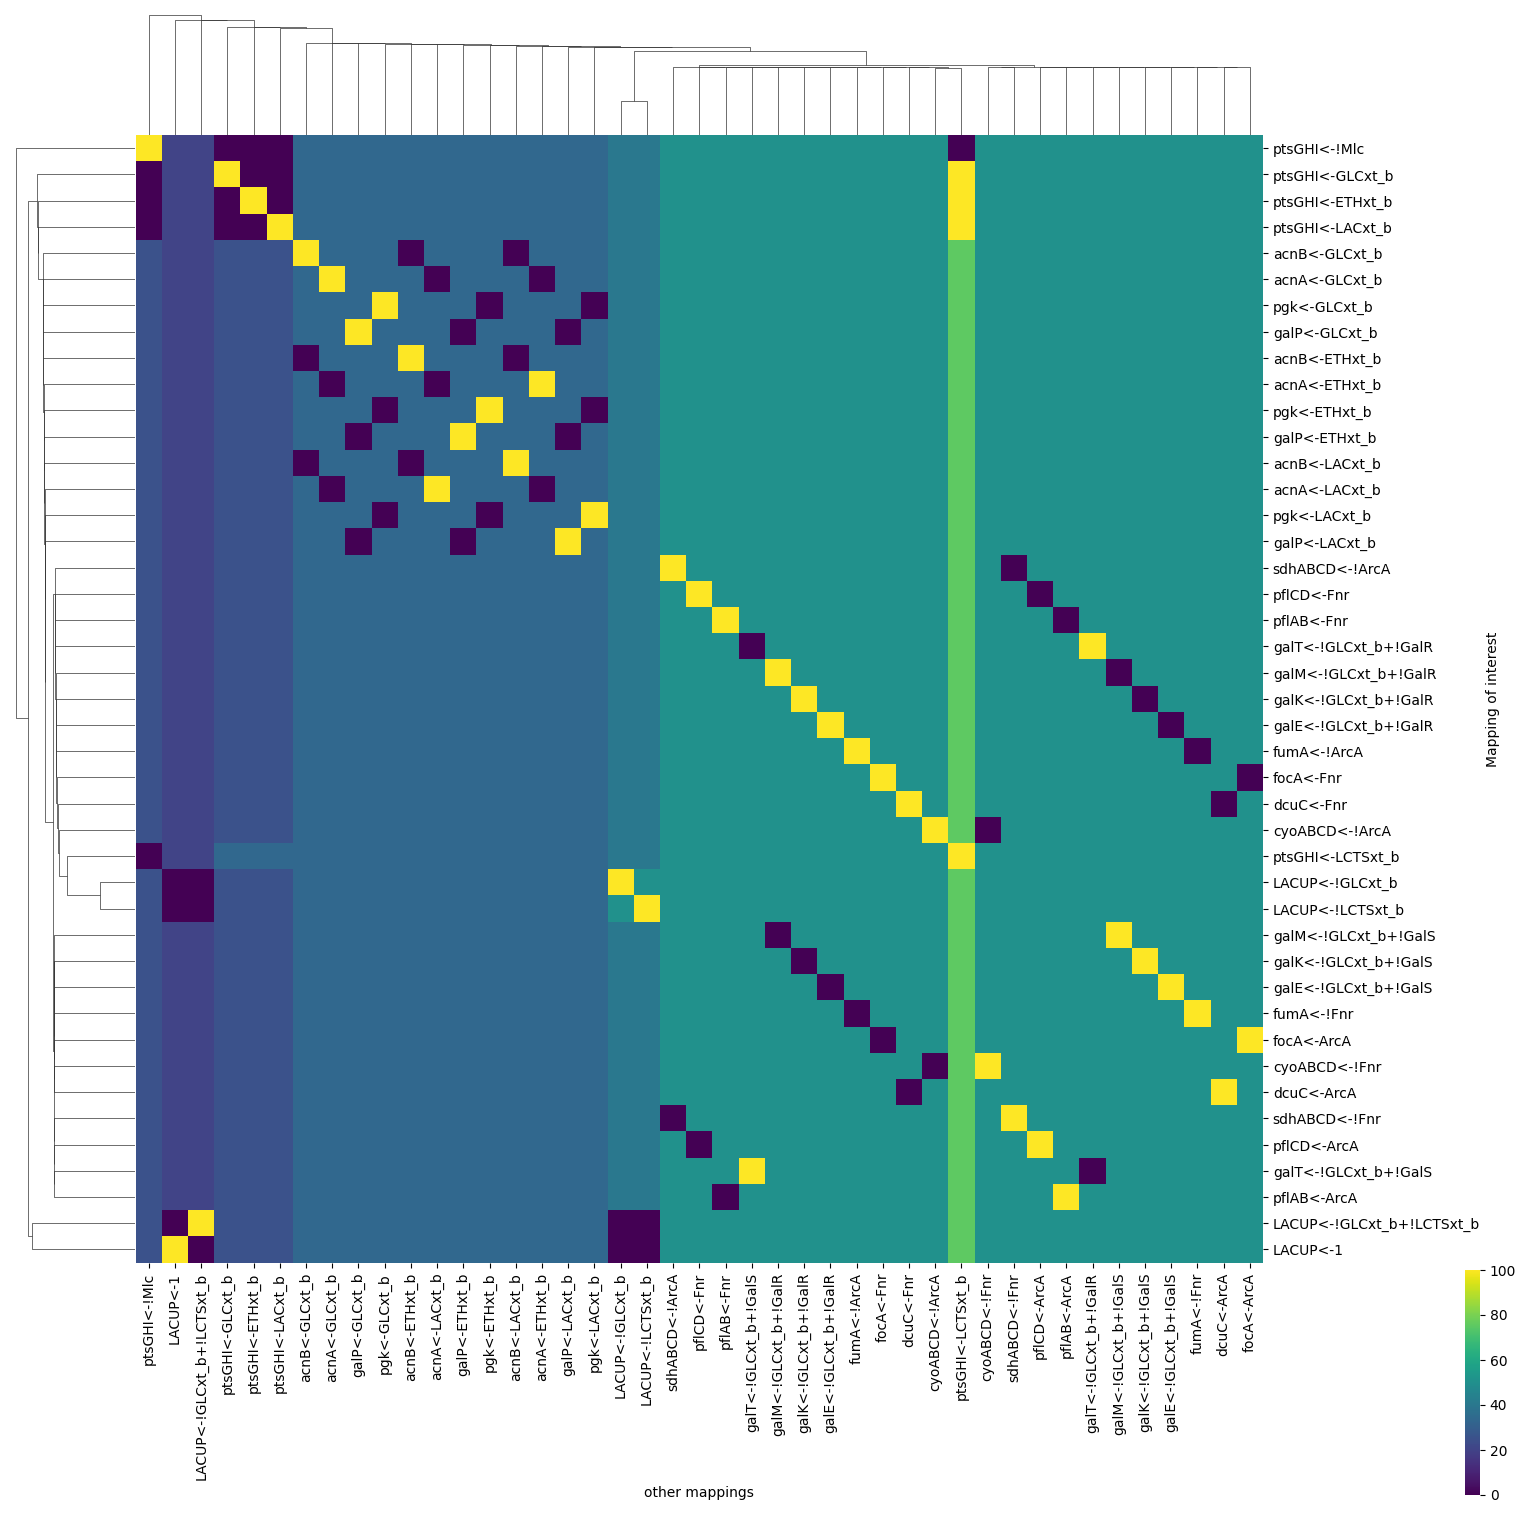 ptsGHI<-!Mlc
ptsGHI<-GLCxt_b
ptsGHI<-ETHxt_b
ptsGHI<-LACxt_b
acnB<-GLCxt_b
acnA<-GLCxt_b
pgk<-GLCxt_b
galP<-GLCxt_b
acnB<-ETHxt_b
acnA<-ETHxt_b
pgk<-ETHxt_b
galP<-ETHxt_b
acnB<-LACxt_b
acnA<-LACxt_b
pgk<-LACxt_b
galP<-LACxt_b
sdhABCD<-!ArcA
pflCD<-Fnr
pflAB<-Fnr
galT<-!GLCxt_b+!GalR
galM<-!GLCxt_b+!GalR
galK<-!GLCxt_b+!GalR
galE<-!GLCxt_b+!GalR
fumA<-!ArcA
focA<-Fnr
dcuC<-Fnr
cyoABCD<-!ArcA
ptsGHI<-LCTSxt_b
LACUP<-!GLCxt_b
LACUP<-!LCTSxt_b
galM<-!GLCxt_b+!GalS
galK<-!GLCxt_b+!GalS
galE<-!GLCxt_b+!GalS
fumA<-!Fnr
focA<-ArcA
cyoABCD<-!Fnr
dcuC<-ArcA
sdhABCD<-!Fnr
pflCD<-ArcA
galT<-!GLCxt_b+!GalS
pflAB<-ArcA
LACUP<-!GLCxt_b+!LCTSxt_b
LACUP<-1
Mapping of interest
ptsGHI<-!Mlc
LACUP<-1
LACUP<-!GLCxt_b+!LCTSxt_b
ptsGHI<-GLCxt_b
ptsGHI<-ETHxt_b
ptsGHI<-LACxt_b
acnB<-GLCxt_b
acnA<-GLCxt_b
galP<-GLCxt_b
pgk<-GLCxt_b
acnB<-ETHxt_b
acnA<-LACxt_b
galP<-ETHxt_b
pgk<-ETHxt_b
acnB<-LACxt_b
acnA<-ETHxt_b
galP<-LACxt_b
pgk<-LACxt_b
LACUP<-!GLCxt_b
LACUP<-!LCTSxt_b
sdhABCD<-!ArcA
pflCD<-Fnr
pflAB<-Fnr
galT<-!GLCxt_b+!GalS
galM<-!GLCxt_b+!GalR
galK<-!GLCxt_b+!GalR
galE<-!GLCxt_b+!GalR
fumA<-!ArcA
focA<-Fnr
dcuC<-Fnr
cyoABCD<-!ArcA
ptsGHI<-LCTSxt_b
cyoABCD<-!Fnr
sdhABCD<-!Fnr
pflCD<-ArcA
pflAB<-ArcA
galT<-!GLCxt_b+!GalR
galM<-!GLCxt_b+!GalS
galK<-!GLCxt_b+!GalS
galE<-!GLCxt_b+!GalS
fumA<-!Fnr
dcuC<-ArcA
focA<-ArcA
other mappings
100
80
60
40
20
0